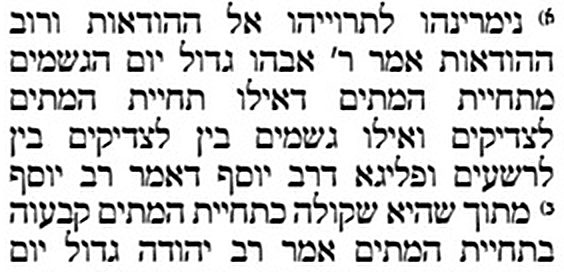 נימרינהו לתרוייהו אל ההודאות ורוב
ההודאות אמר ר׳ אבהו גדול יום הגשמים
מתחיית המתים דאילו תחיית המתים
לצדיקים ואילו גשמים בין לצדיקים בין
לרשעים ופליגא דרב יוסף דאמר רב יוסף
מתוך שהיא שקולה כתחיית המתים קבעוה
בתחיית המתים אמר רב יהודה גדול יום